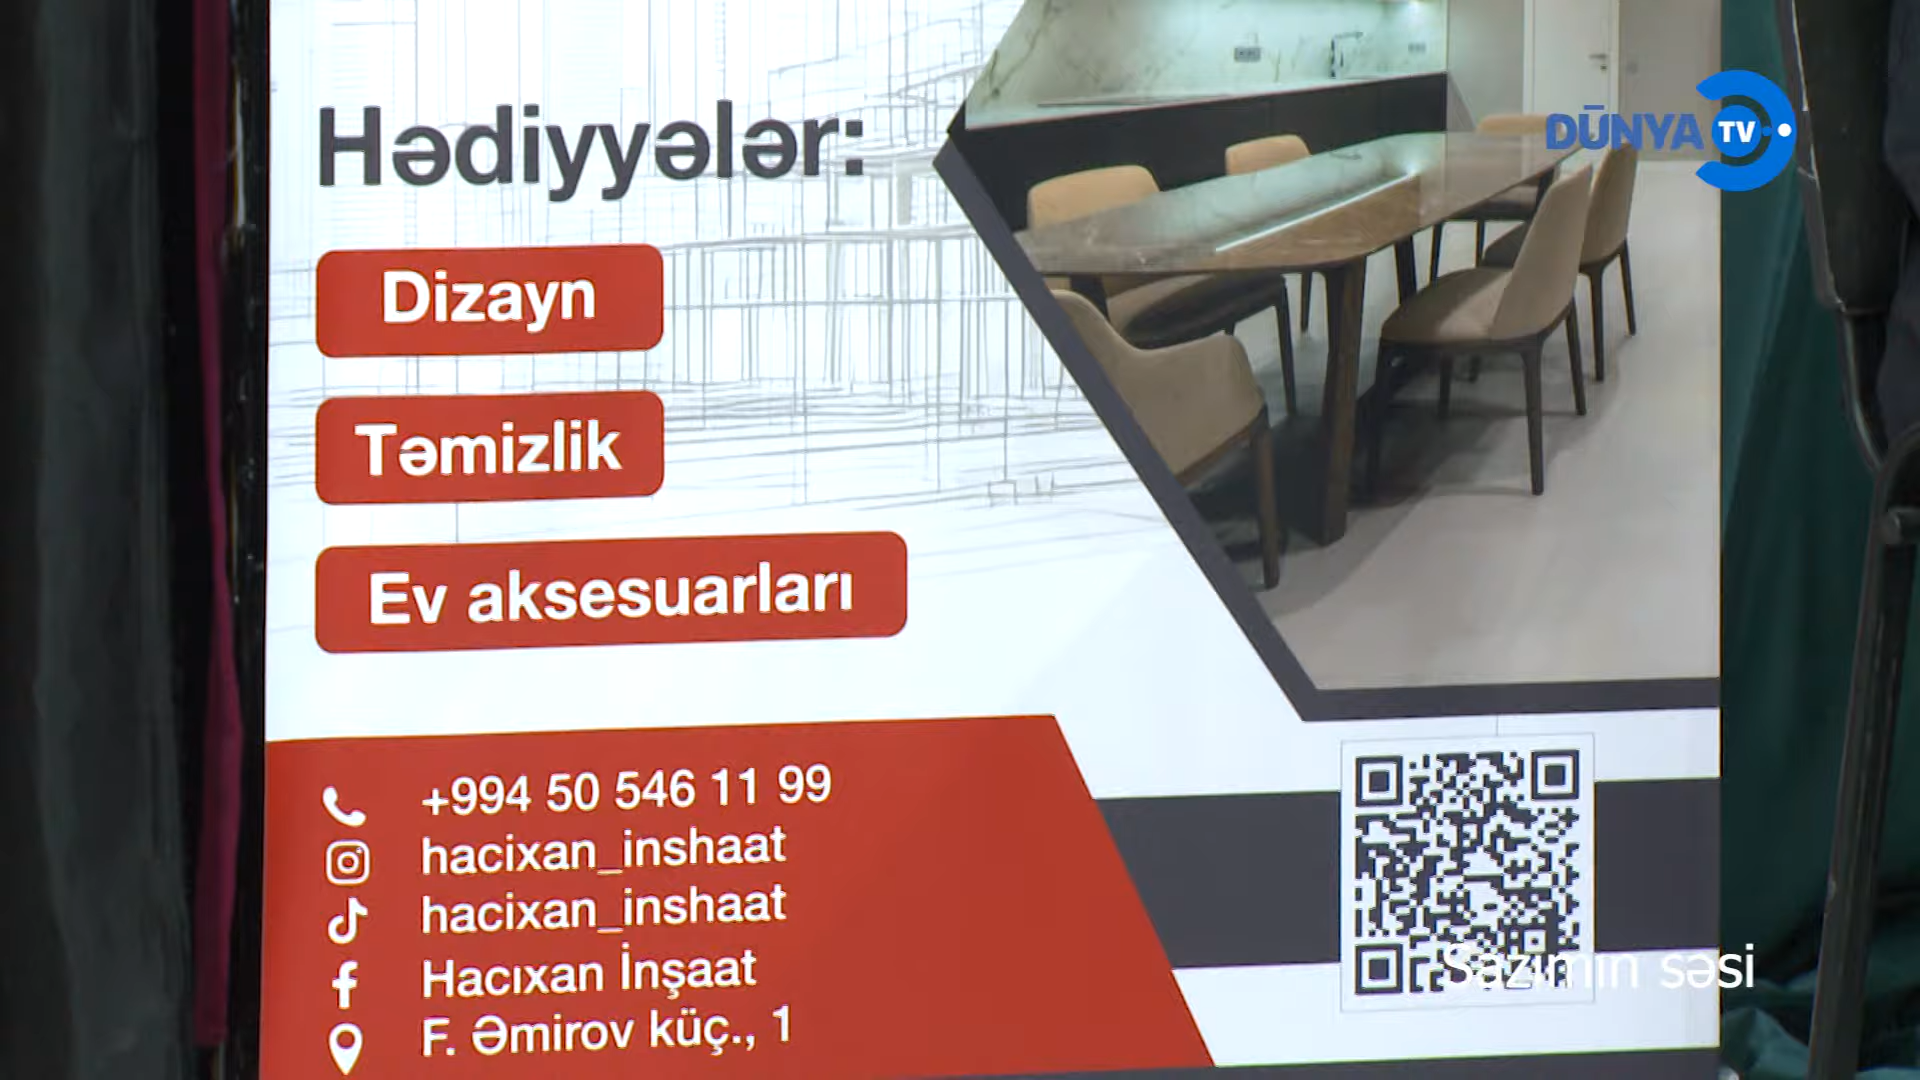 Hədiyyələr:
DÜNYA TV
Dizayn
Təmizlik
Ev aksesuarları
+994 50 546 11 99
hacixan_inshaat
hacixan_inshaat
Hacıxan İnşaat
F. Əmirov küç., 1
Sazımın səsi